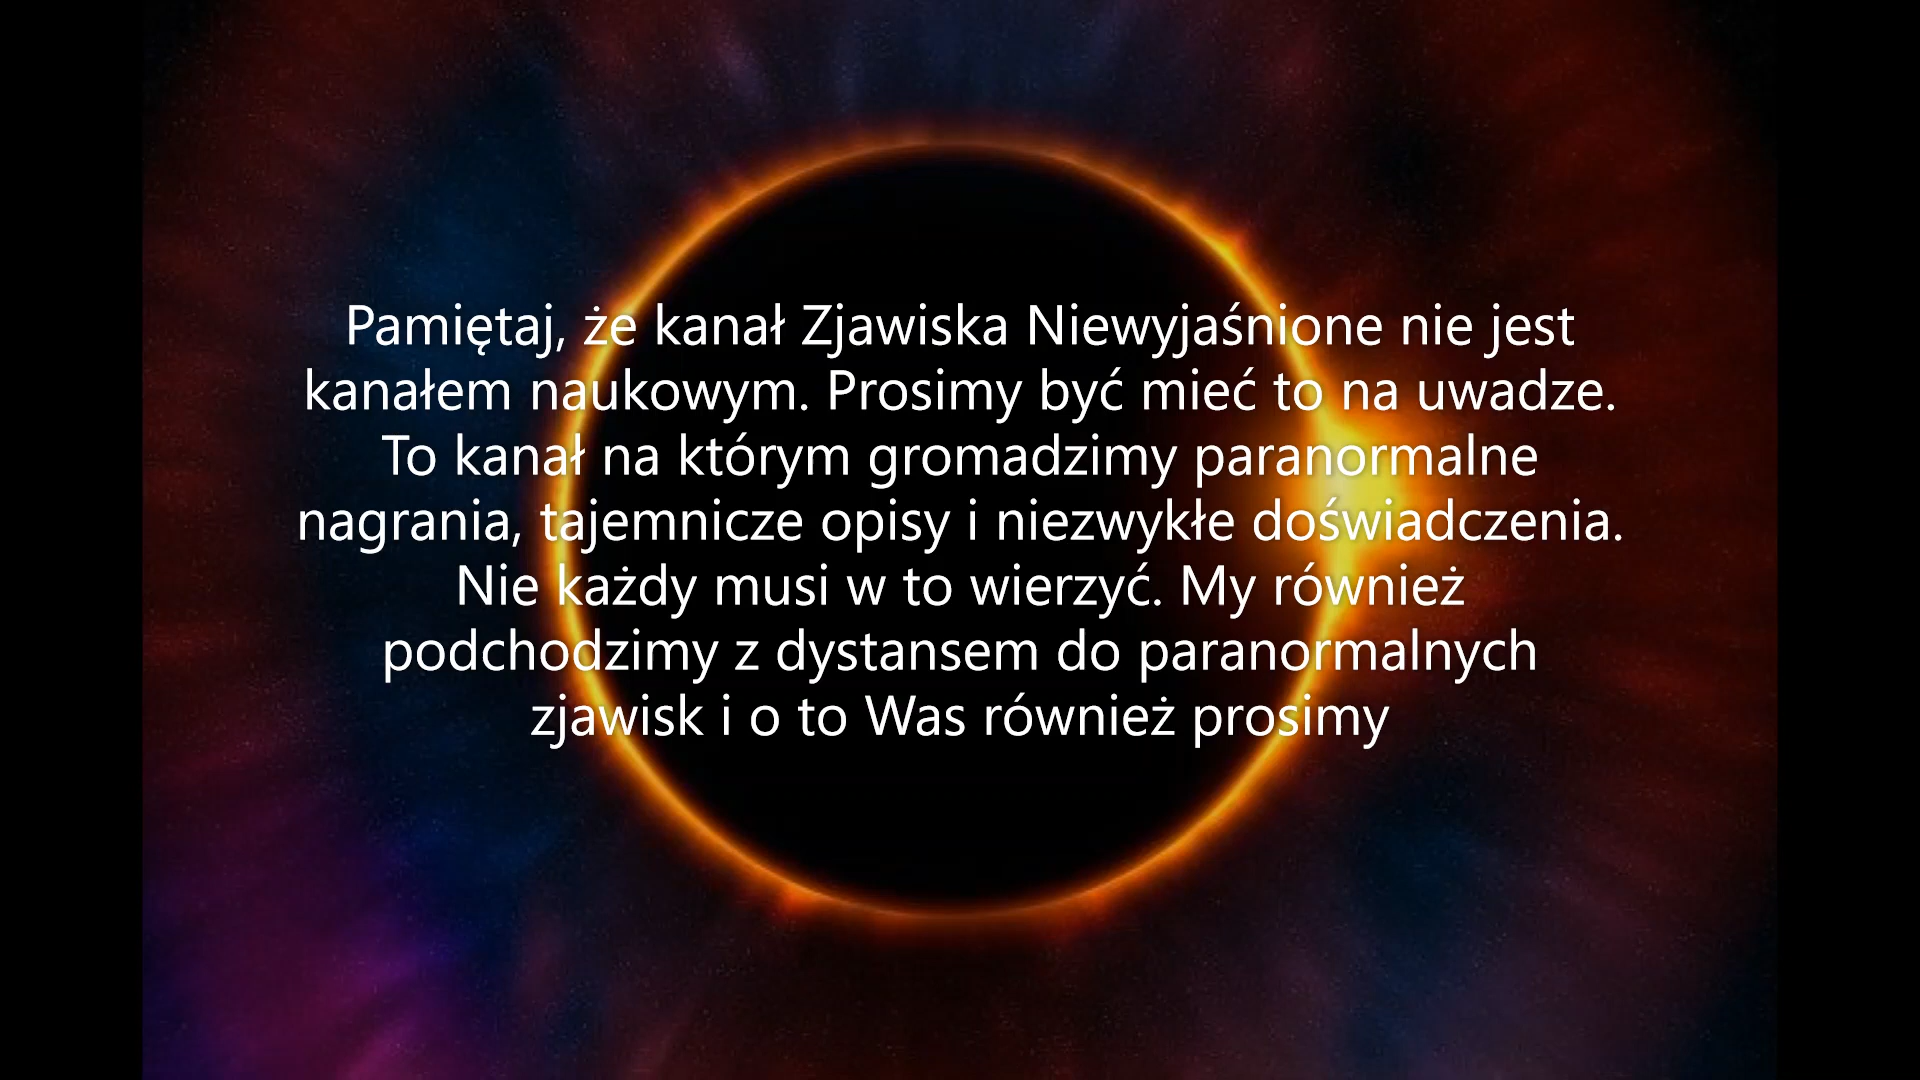 Pamiętaj, że kanał Zjawiska Niewyjaśnione nie jest
kanałem naukowym. Prosimy być mieć to na uwadze.
To kanał na którym gromadzimy paranormalne
nagrania, tajemnicze opisy i niezwykłe doświadczenia.
Nie każdy musi w to wierzyć. My również
podchodzimy z dystansem do paranormalnych
zjawisk i o to Was również prosimy